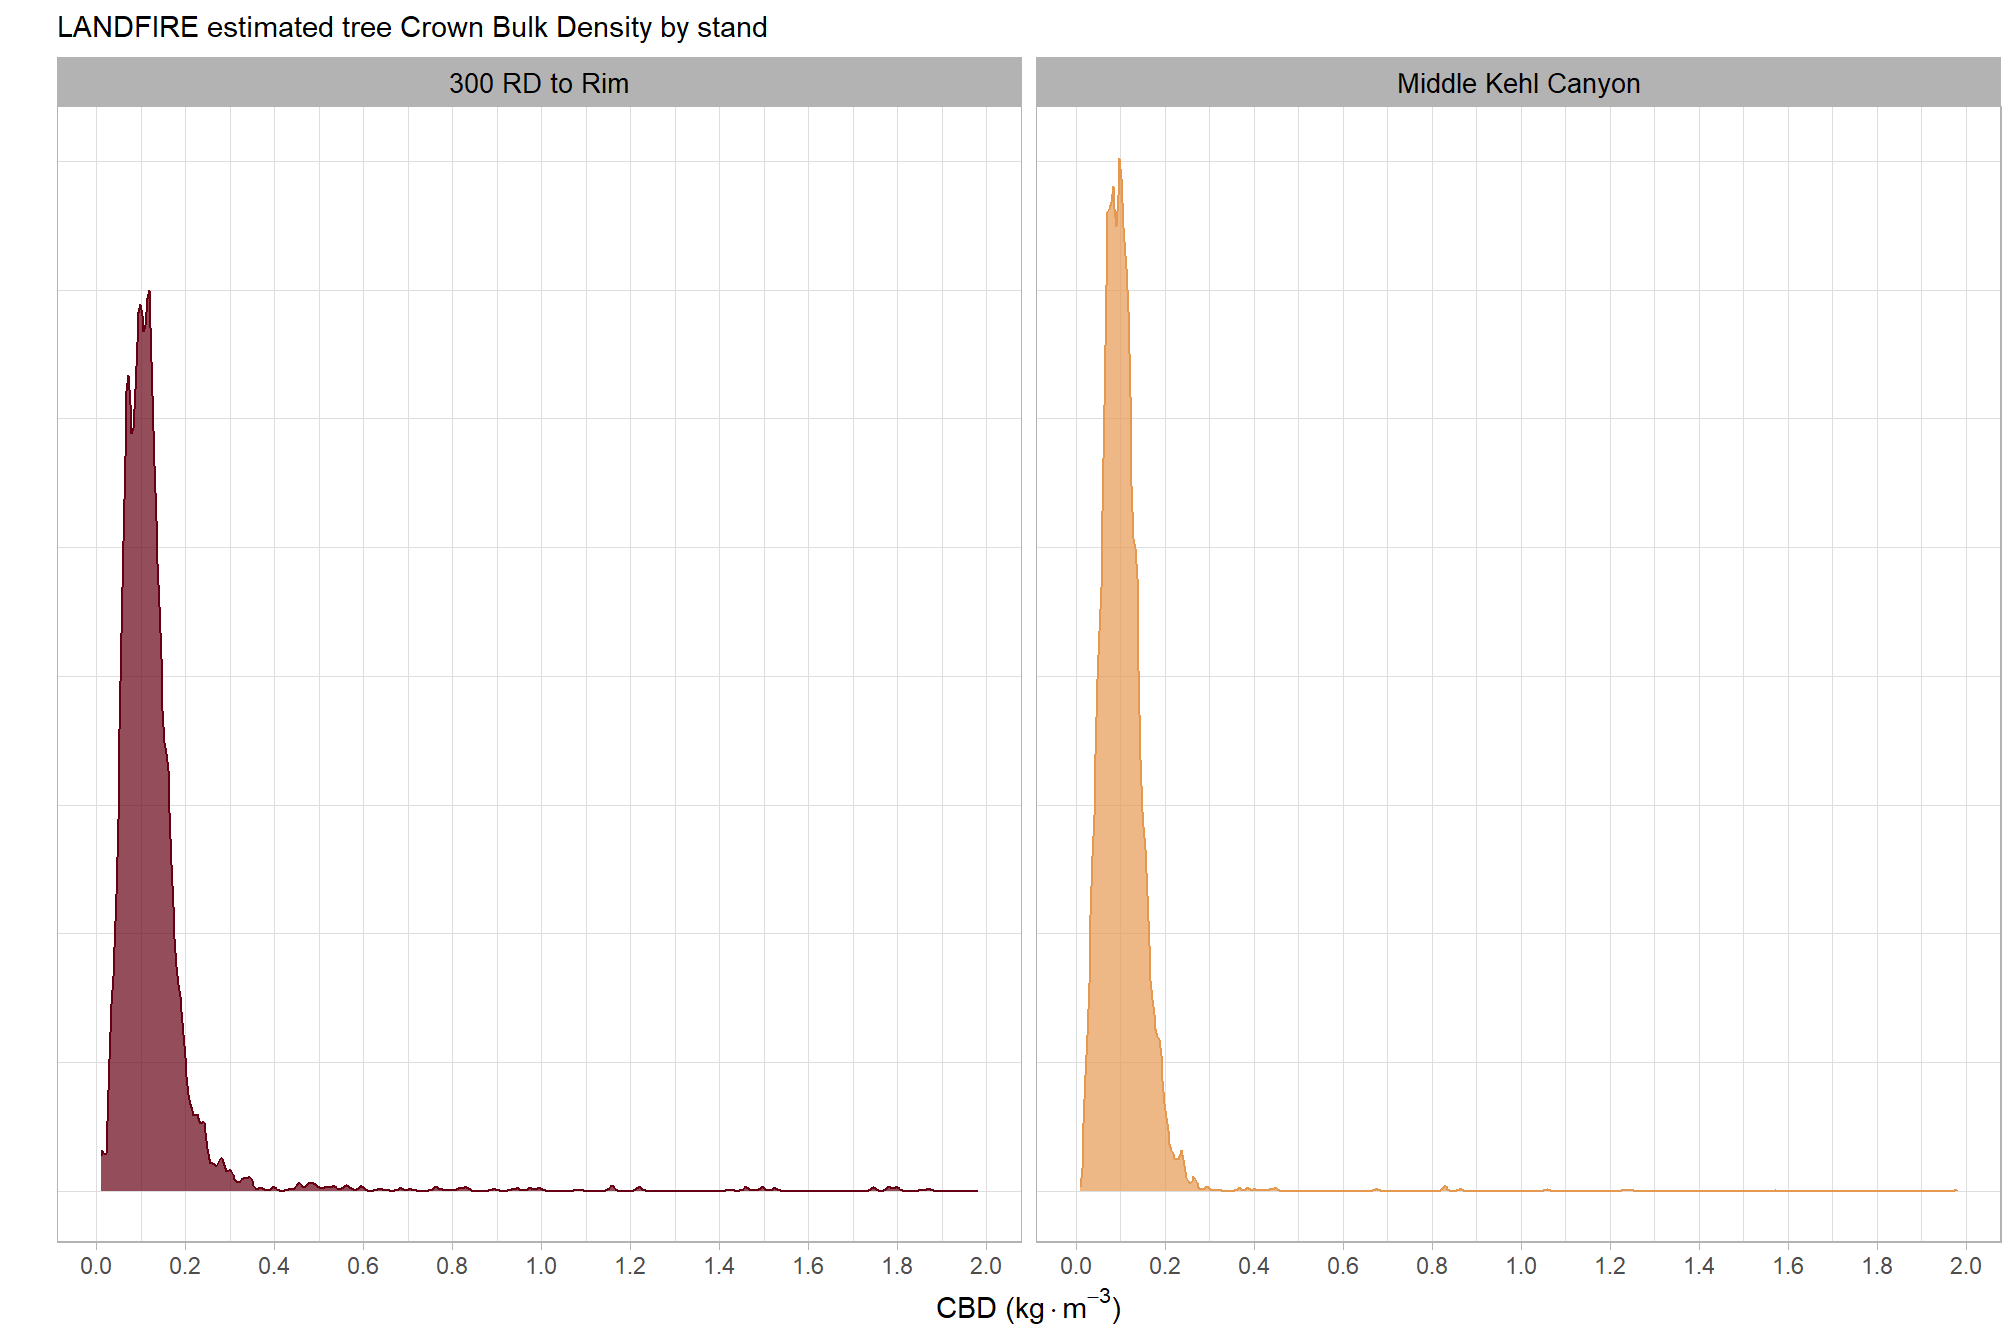 LANDFIRE estimated tree Crown Bulk Density by stand
300 RD to Rim
Middle Kehl Canyon
0.0 0.2 0.4 0.6 0.8 1.0 1.2 1.4 1.6 1.8 2.0
0.0 0.2 0.4 0.6 0.8 1.0 1.2 1.4 1.6 1.8 2.0
CBD (kg·m⁻³)